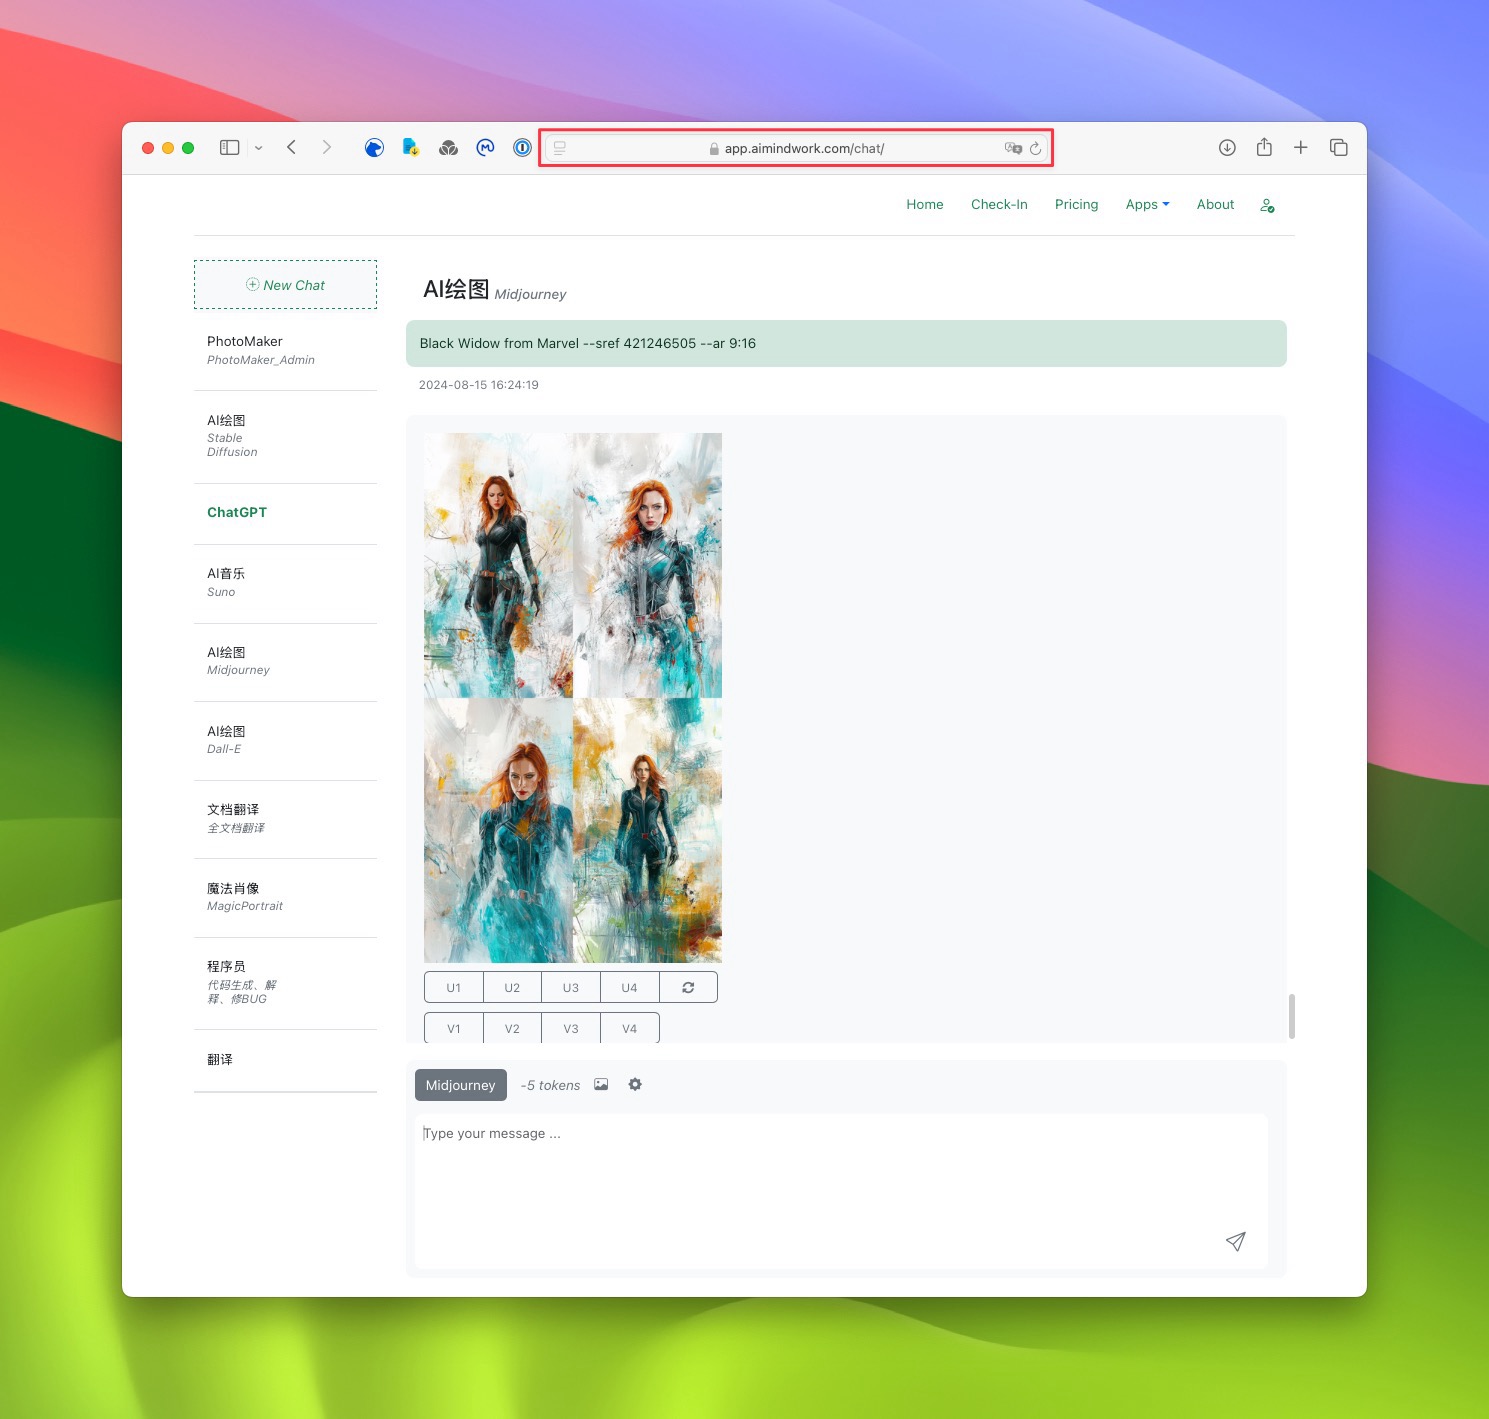 app.aimindwork.com/chat/
Home Check-In Pricing Apps About
New Chat
PhotoMaker
PhotoMaker_Admin
AI绘图
Stable
Diffusion
ChatGPT
AI音乐
Suno
AI绘图
Midjourney
AI绘图
Dall-E
文档翻译
全文档翻译
魔法肖像
MagicPortrait
程序员
代码生成、解
释、修BUG
翻译
AI绘图 Midjourney
Black Widow from Marvel --sref 421246505 --ar 9:16
2024-08-15 16:24:19
U1 U2 U3 U4
V1 V2 V3 V4
Midjourney -5 tokens
Type your message ...